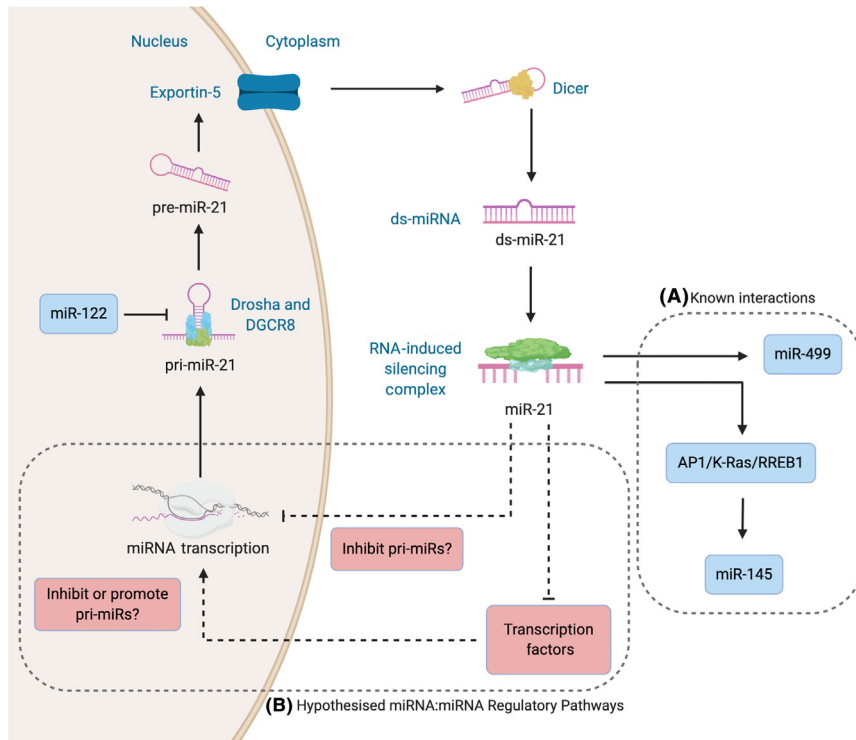 Nucleus
Cytoplasm
Exportin-5
Dicer
pre-miR-21
ds-miRNA
ds-miR-21
miR-122
Drosha and
DGCR8
pri-miR-21
RNA-induced
silencing
complex
miR-21
(A) Known interactions
miR-499
AP1/K-Ras/RREB1
miR-145
miRNA transcription
Inhibit pri-miRs?
Inhibit or promote
pri-miRs?
Transcription
factors
(B) Hypothesised miRNA:miRNA Regulatory Pathways